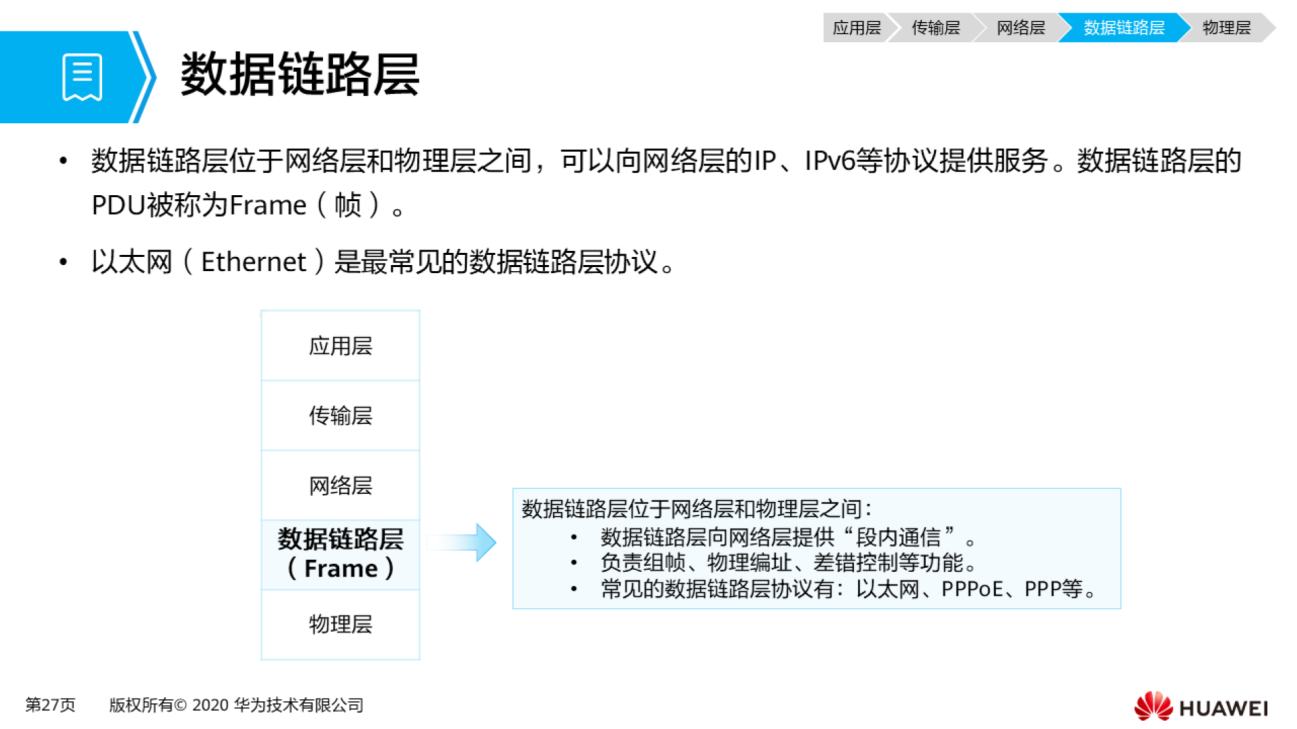 应用层 传输层 网络层 数据链路层 物理层
数据链路层
• 数据链路层位于网络层和物理层之间，可以向网络层的IP、IPv6等协议提供服务。数据链路层的
PDU被称为Frame（帧）。
• 以太网（Ethernet）是最常见的数据链路层协议。
应用层
传输层
网络层
数据链路层
（Frame）
物理层
数据链路层位于网络层和物理层之间：
• 数据链路层向网络层提供“段内通信”。
• 负责组帧、物理编址、差错控制等功能。
• 常见的数据链路层协议有：以太网、PPPoE、PPP等。
第27页 版权所有© 2020 华为技术有限公司
HUAWEI